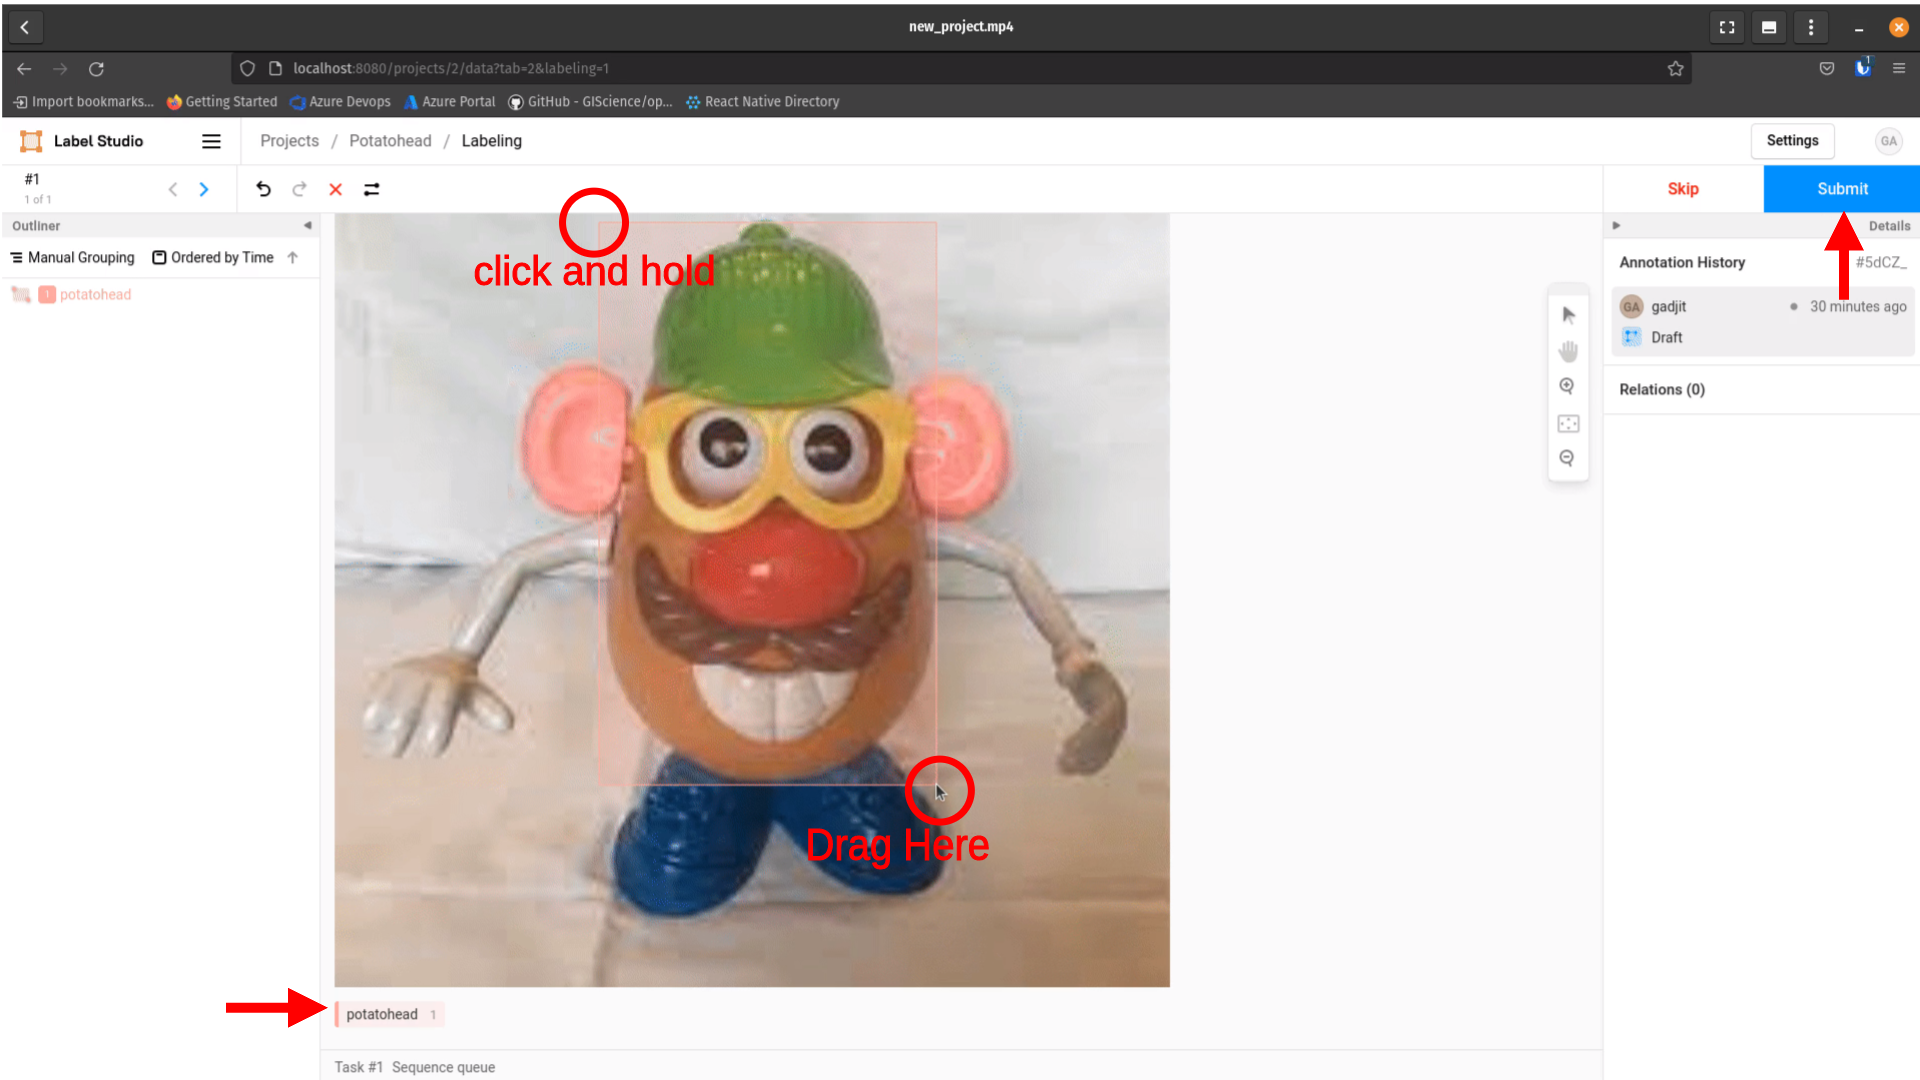 new_project.mp4
localhost:8080/projects/2/data?tab=2&labeling=1
1
Import bookmarks... Getting Started Azure Devops Azure Portal GitHub - GIScience/op... React Native Directory
Label Studio Projects / Potatohead / Labeling Settings GA
#1
1 of 1
Skip Submit
Outliner
Details
Manual Grouping Ordered by Time
Annotation History #5dCZ_
click and hold
1 potatohead
GA gadjit 30 minutes ago
Draft
Relations (0)
Drag Here
potatohead 1
Task #1 Sequence queue